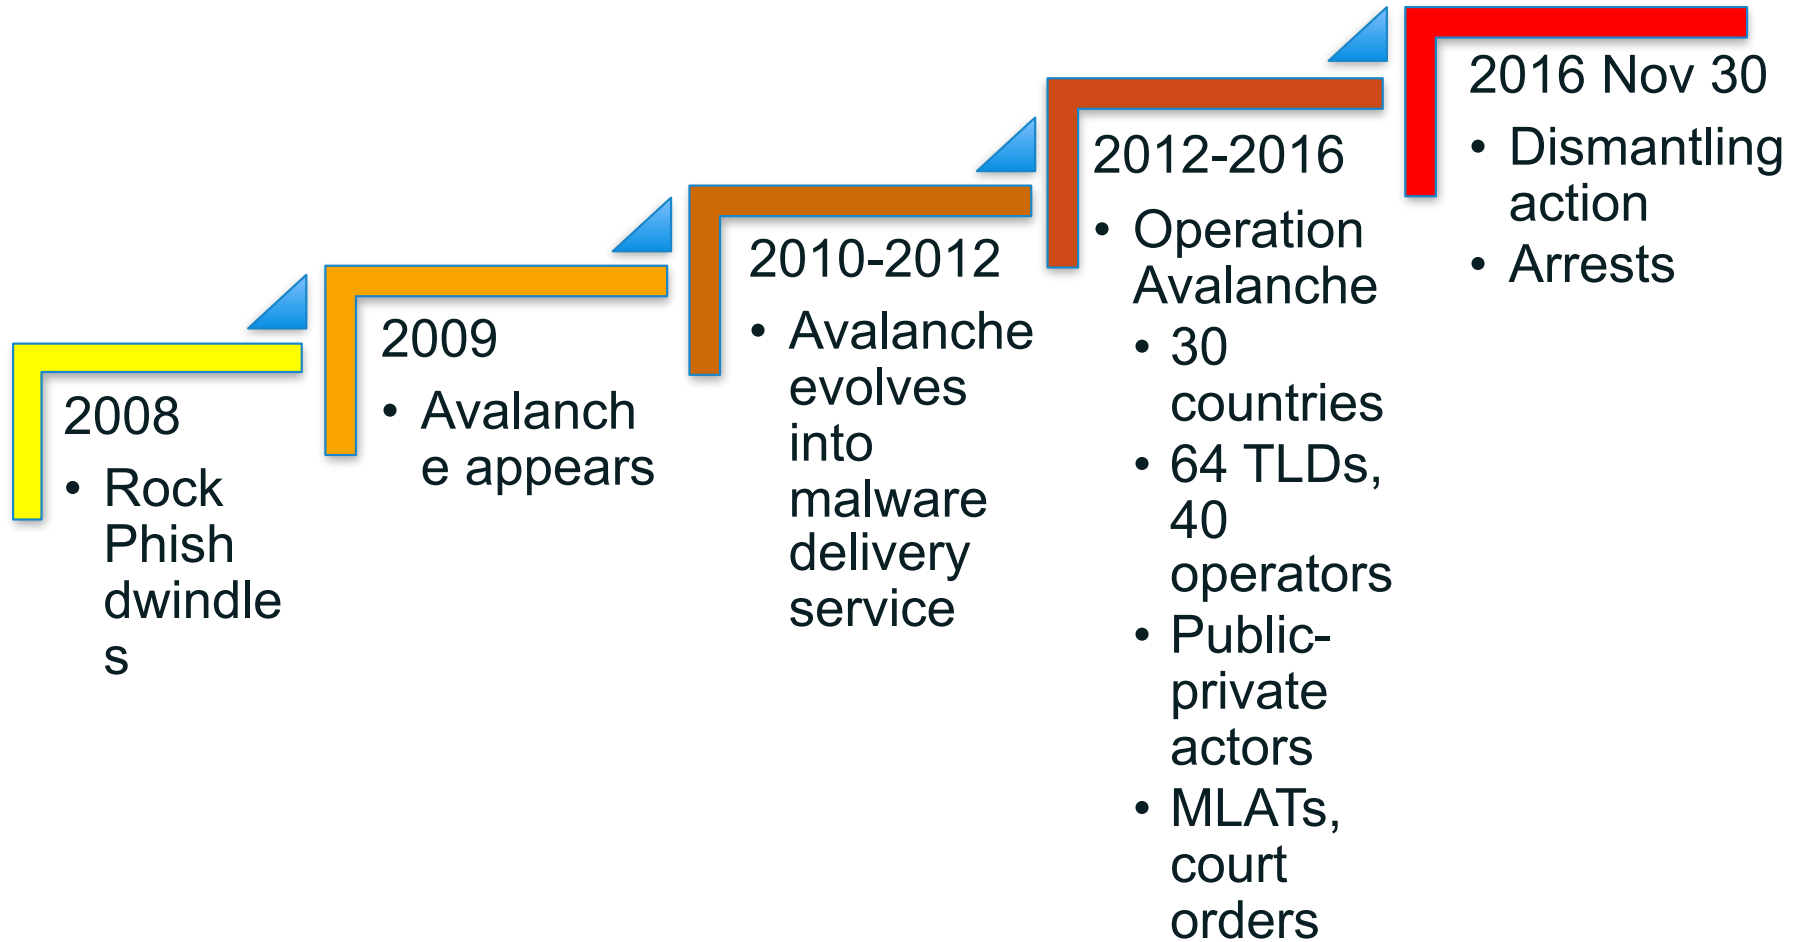 2008
• Rock
Phish
dwindle
s
2009
• Avalanch
e appears
2010-2012
• Avalanche
evolves
into
malware
delivery
service
2012-2016
• Operation
Avalanche
• 30
countries
• 64 TLDs,
40
operators
• Public-
private
actors
• MLATs,
court
orders
2016 Nov 30
• Dismantling
action
• Arrests